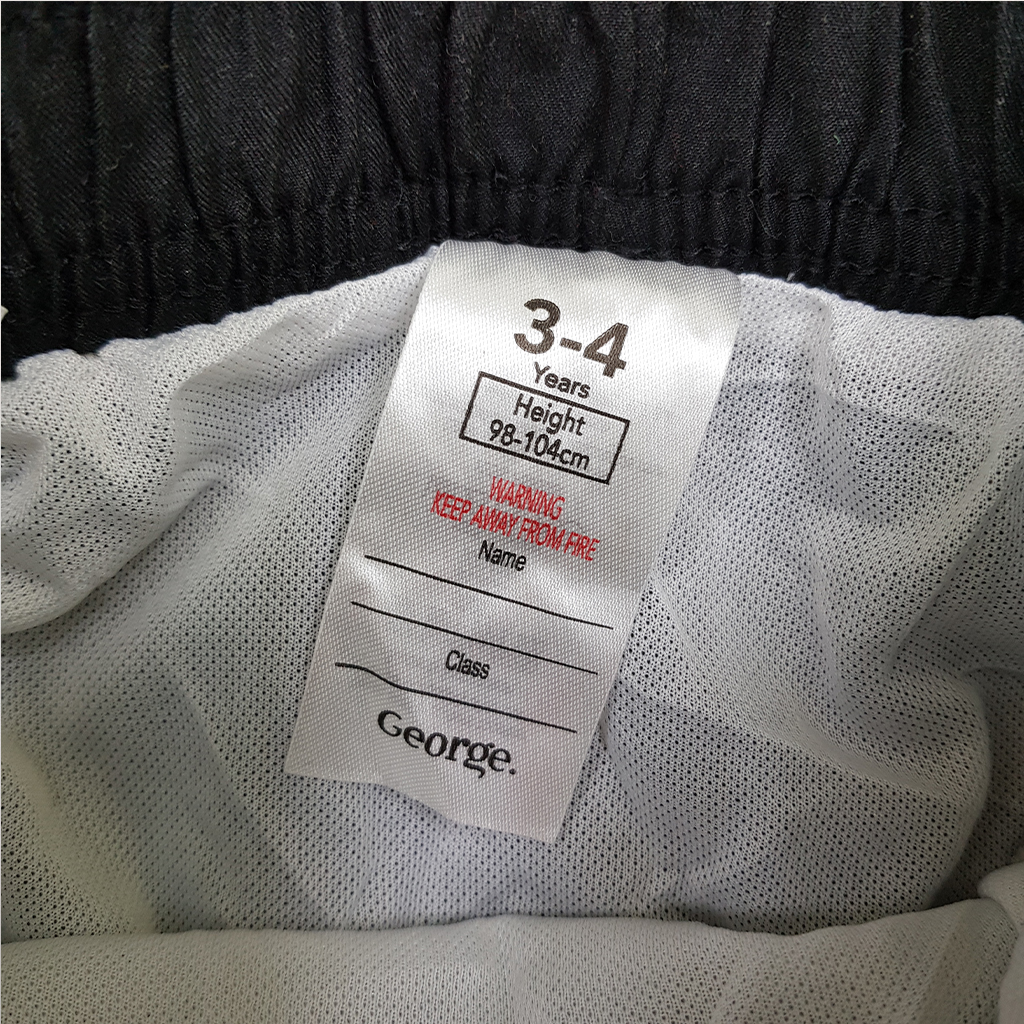 3-4
Years
Height
98-104cm
WARNING
KEEP AWAY FROM FIRE
Name
Class
George.